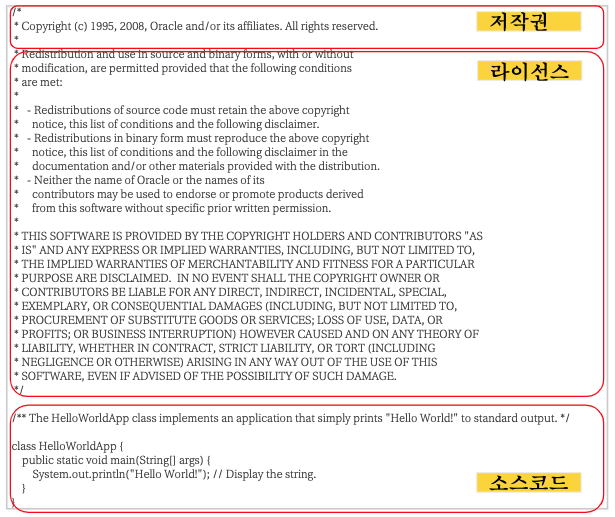 /*
* Copyright (c) 1995, 2008, Oracle and/or its affiliates. All rights reserved.
저작권
*
* Redistribution and use in source and binary forms, with or without
* modification, are permitted provided that the following conditions
라이선스
* are met:
*
* - Redistributions of source code must retain the above copyright
* notice, this list of conditions and the following disclaimer.
* - Redistributions in binary form must reproduce the above copyright
* notice, this list of conditions and the following disclaimer in the
* documentation and/or other materials provided with the distribution.
* - Neither the name of Oracle or the names of its
* contributors may be used to endorse or promote products derived
* from this software without specific prior written permission.
*
* THIS SOFTWARE IS PROVIDED BY THE COPYRIGHT HOLDERS AND CONTRIBUTORS "AS
* IS" AND ANY EXPRESS OR IMPLIED WARRANTIES, INCLUDING, BUT NOT LIMITED TO,
* THE IMPLIED WARRANTIES OF MERCHANTABILITY AND FITNESS FOR A PARTICULAR
* PURPOSE ARE DISCLAIMED. IN NO EVENT SHALL THE COPYRIGHT OWNER OR
* CONTRIBUTORS BE LIABLE FOR ANY DIRECT, INDIRECT, INCIDENTAL, SPECIAL,
* EXEMPLARY, OR CONSEQUENTIAL DAMAGES (INCLUDING, BUT NOT LIMITED TO,
* PROCUREMENT OF SUBSTITUTE GOODS OR SERVICES; LOSS OF USE, DATA, OR
* PROFITS; OR BUSINESS INTERRUPTION) HOWEVER CAUSED AND ON ANY THEORY OF
* LIABILITY, WHETHER IN CONTRACT, STRICT LIABILITY, OR TORT (INCLUDING
* NEGLIGENCE OR OTHERWISE) ARISING IN ANY WAY OUT OF THE USE OF THIS
* SOFTWARE, EVEN IF ADVISED OF THE POSSIBILITY OF SUCH DAMAGE.
*/
/** The HelloWorldApp class implements an application that simply prints "Hello World!" to standard output. */
class HelloWorldApp {
public static void main(String[] args) {
System.out.println("Hello World!"); // Display the string.
소스코드
}
}